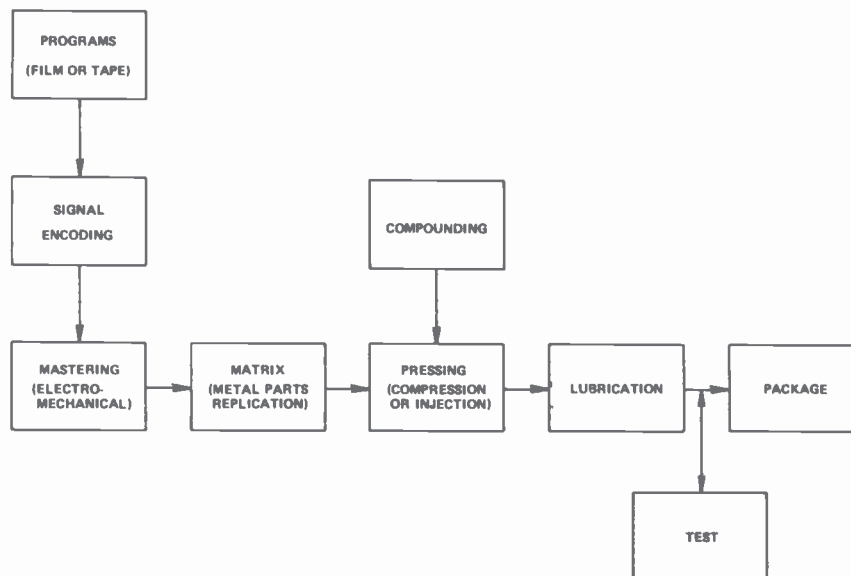 PROGRAMS
(FILM OR TAPE)
SIGNAL
ENCODING
COMPOUNDING
MASTERING
(ELECTRO-
MECHANICAL)
MATRIX
(METAL PARTS
REPLICATION)
PRESSING
(COMPRESSION
OR INJECTION)
LUBRICATION
PACKAGE
TEST